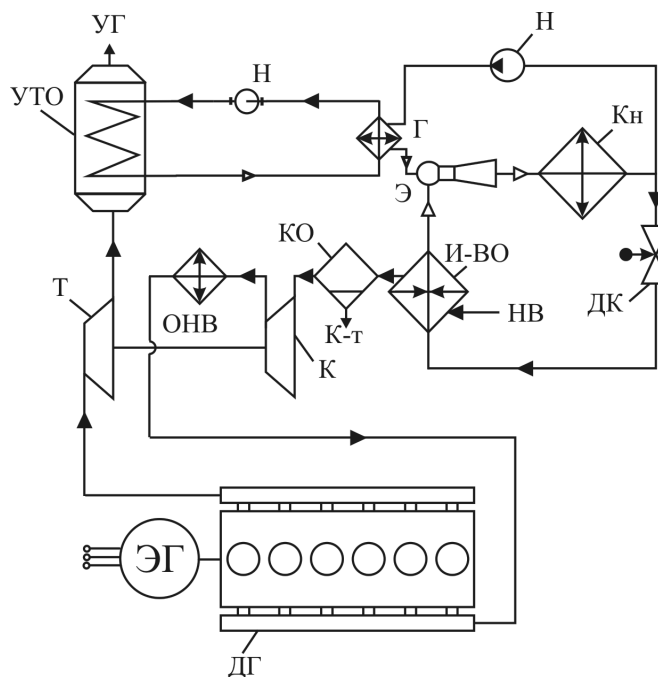 УГ
Н
Н
УТО
Г
Кн
Э
КО
И-ВО
Т
ОНВ
НВ
ДК
К-т
К
ЭГ
ДГ